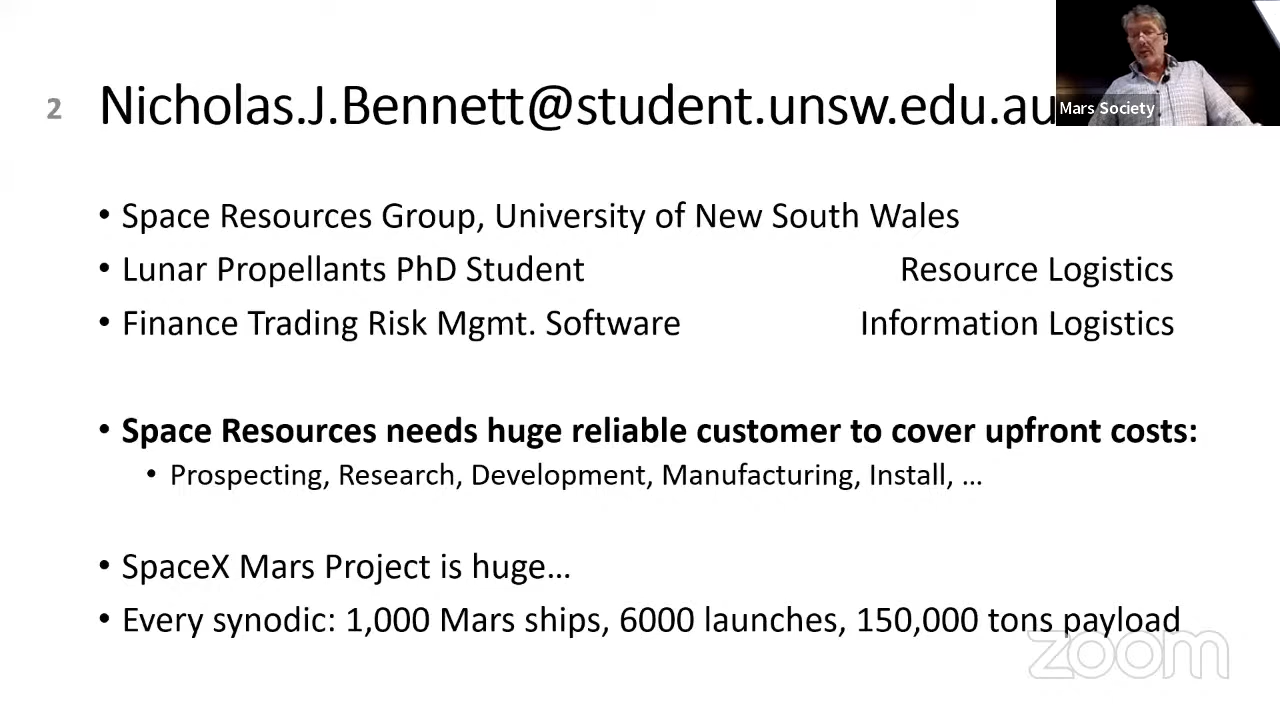 2 Nicholas.J.Bennett@student.unsw.edu.au
Mars Society
• Space Resources Group, University of New South Wales
• Lunar Propellants PhD Student Resource Logistics
• Finance Trading Risk Mgmt. Software Information Logistics
• Space Resources needs huge reliable customer to cover upfront costs:
• Prospecting, Research, Development, Manufacturing, Install, …
• SpaceX Mars Project is huge…
• Every synodic: 1,000 Mars ships, 6000 launches, 150,000 tons payload
zoom